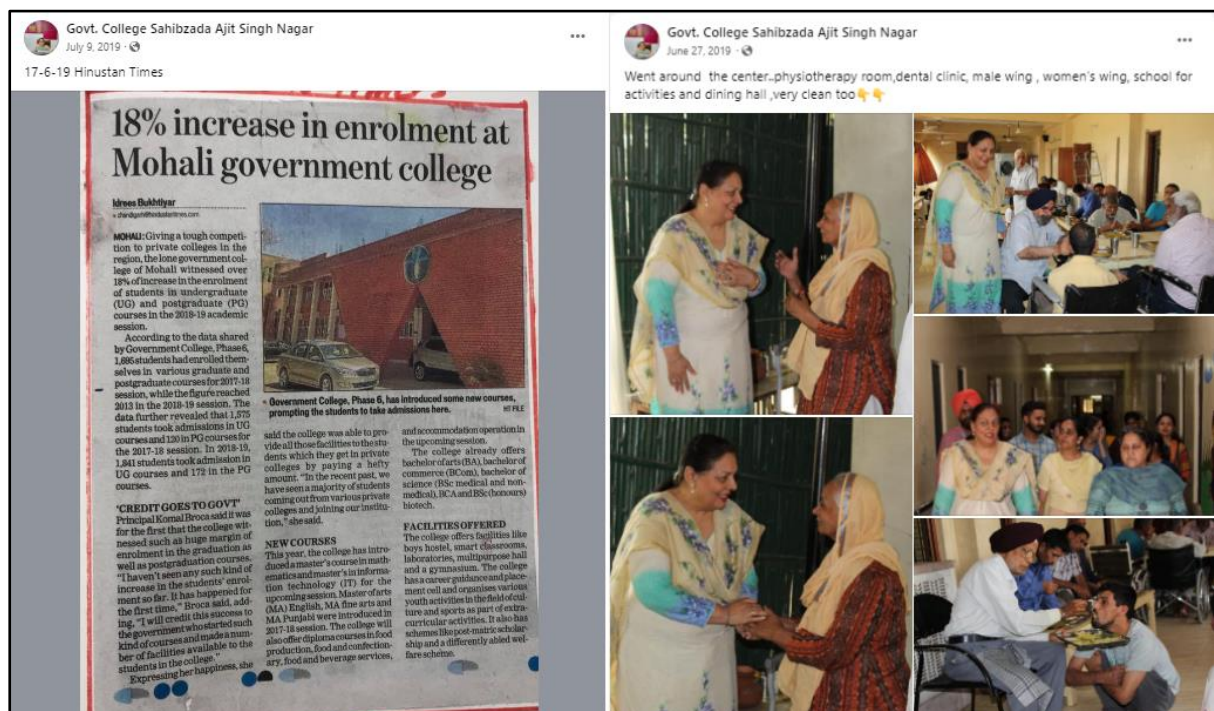 Govt. College Sahibzada Ajit Singh Nagar
July 9, 2019 ·
17-6-19 Hinustan Times
18% increase in enrolment at
Mohali government college
Idrees Bukhtiyar
chandigarh@hindustantimes.com
MOHALI: Giving a tough competi-
tion to private colleges in the
region, the lone government col-
lege of Mohali witnessed over
18% of increase in the enrolment
of students in undergraduate
(UG) and postgraduate (PG)
courses in the 2018-19 academic
session.
According to the data shared
by Government College, Phase 6,
1,695 students had enrolled them-
selves in various graduate and
postgraduate courses for 2017-18
session, while the figure reached
2013 in the 2018-19 session. The
data further revealed that 1,575
students took admissions in UG
courses and 120 in PG courses for
the 2017-18 session. In 2018-19,
1,841 students took admission in
UG courses and 172 in the PG
courses.
'CREDIT GOES TO GOVT'
Principal Komal Broca said it was
for the first that the college wit-
nessed such as huge margin of
enrolment in the graduation as
well as postgraduation courses.
"I haven't seen any such kind of
increase in the students' enrol-
ment so far. It has happened for
the first time," Broca said, add-
ing, "I will credit this success to
the government who started such
kind of courses and made a num-
ber of facilities available to the
students in the college."
Expressing her happiness, she
• Government College, Phase 6, has introduced some new courses,
prompting the students to take admissions here.
HT FILE
said the college was able to pro-
vide all those facilities to the stu-
dents which they get in private
colleges by paying a hefty
amount. "In the recent past, we
have seen a majority of students
coming out from various private
colleges and joining our institu-
tion," she said.
NEW COURSES
This year, the college has intro-
duced a master's course in math-
ematics and master's in informa-
tion technology (IT) for the
upcoming session. Master of arts
(MA) English, MA fine arts and
MA Punjabi were introduced in
2017-18 session. The college will
also offer diploma courses in food
production, food and confection-
ary, food and beverage services,
and accommodation operation in
the upcoming session.
The college already offers
bachelor of arts (BA), bachelor of
commerce (BCom), bachelor of
science (BSc medical and non-
medical), BCA and BSc (honours)
biotech.
FACILITIES OFFERED
The college offers facilities like
boys hostel, smart classrooms,
laboratories, multipurpose hall
and a gymnasium. The college
has a career guidance and place-
ment cell and organises various
youth activities in the field of cul-
ture and sports as part of extra-
curricular activities. It also has
schemes like post-matric scholar-
ship and a differently abled wel-
fare scheme.
Govt. College Sahibzada Ajit Singh Nagar
June 27, 2019 ·
Went around the center..physiotherapy room,dental clinic, male wing , women's wing, school for
activities and dining hall ,very clean too👇👇